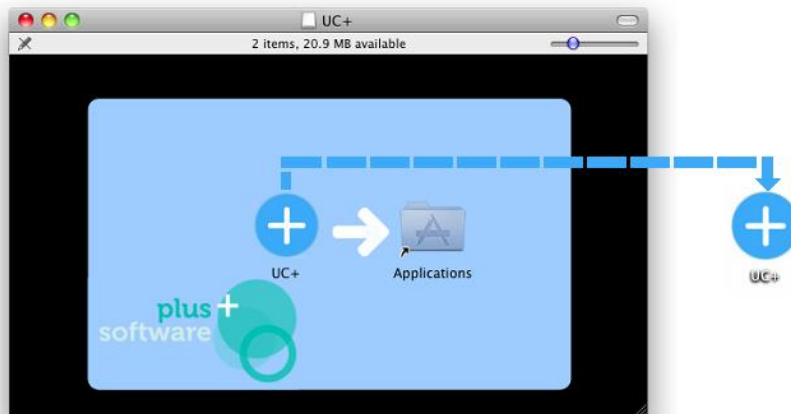 UC+
2 items, 20.9 MB available
UC+
Applications
UC+
plus+
software